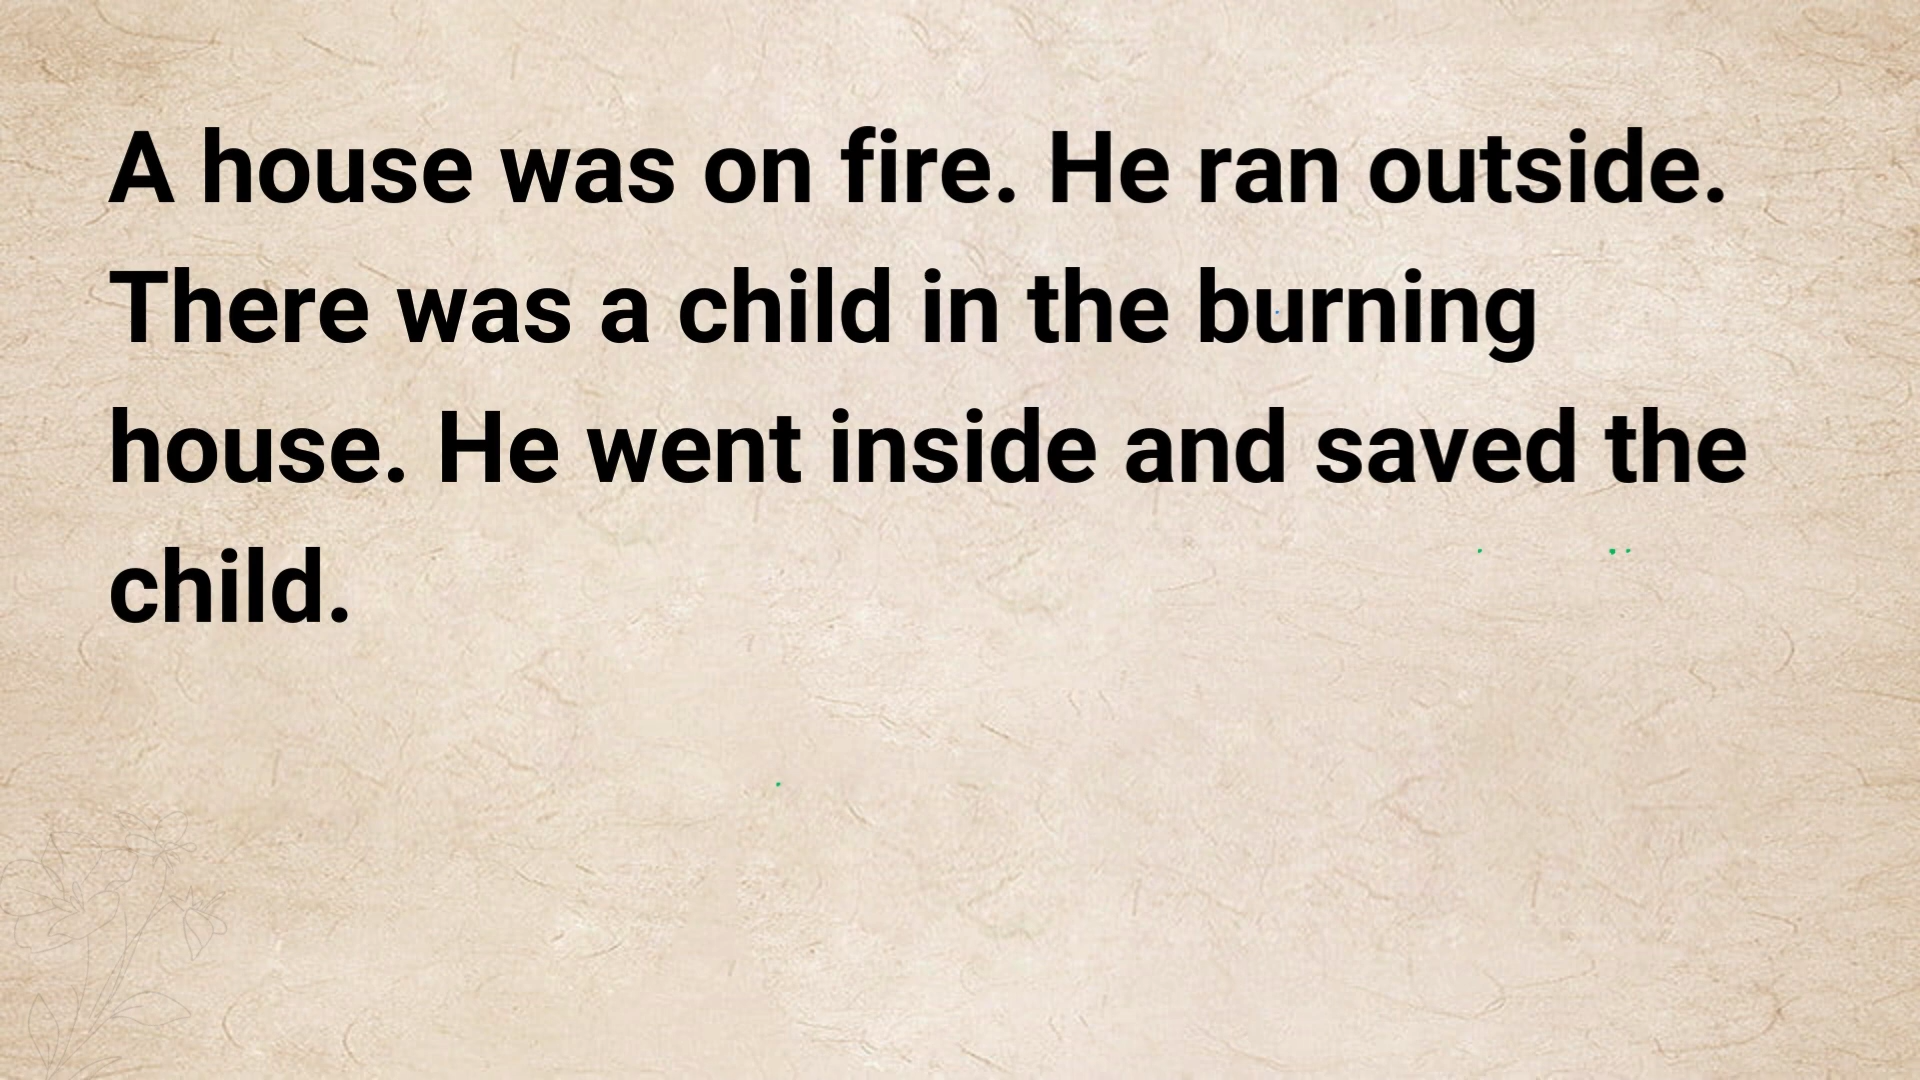 A house was on fire. He ran outside.
There was a child in the burning
house. He went inside and saved the
child.